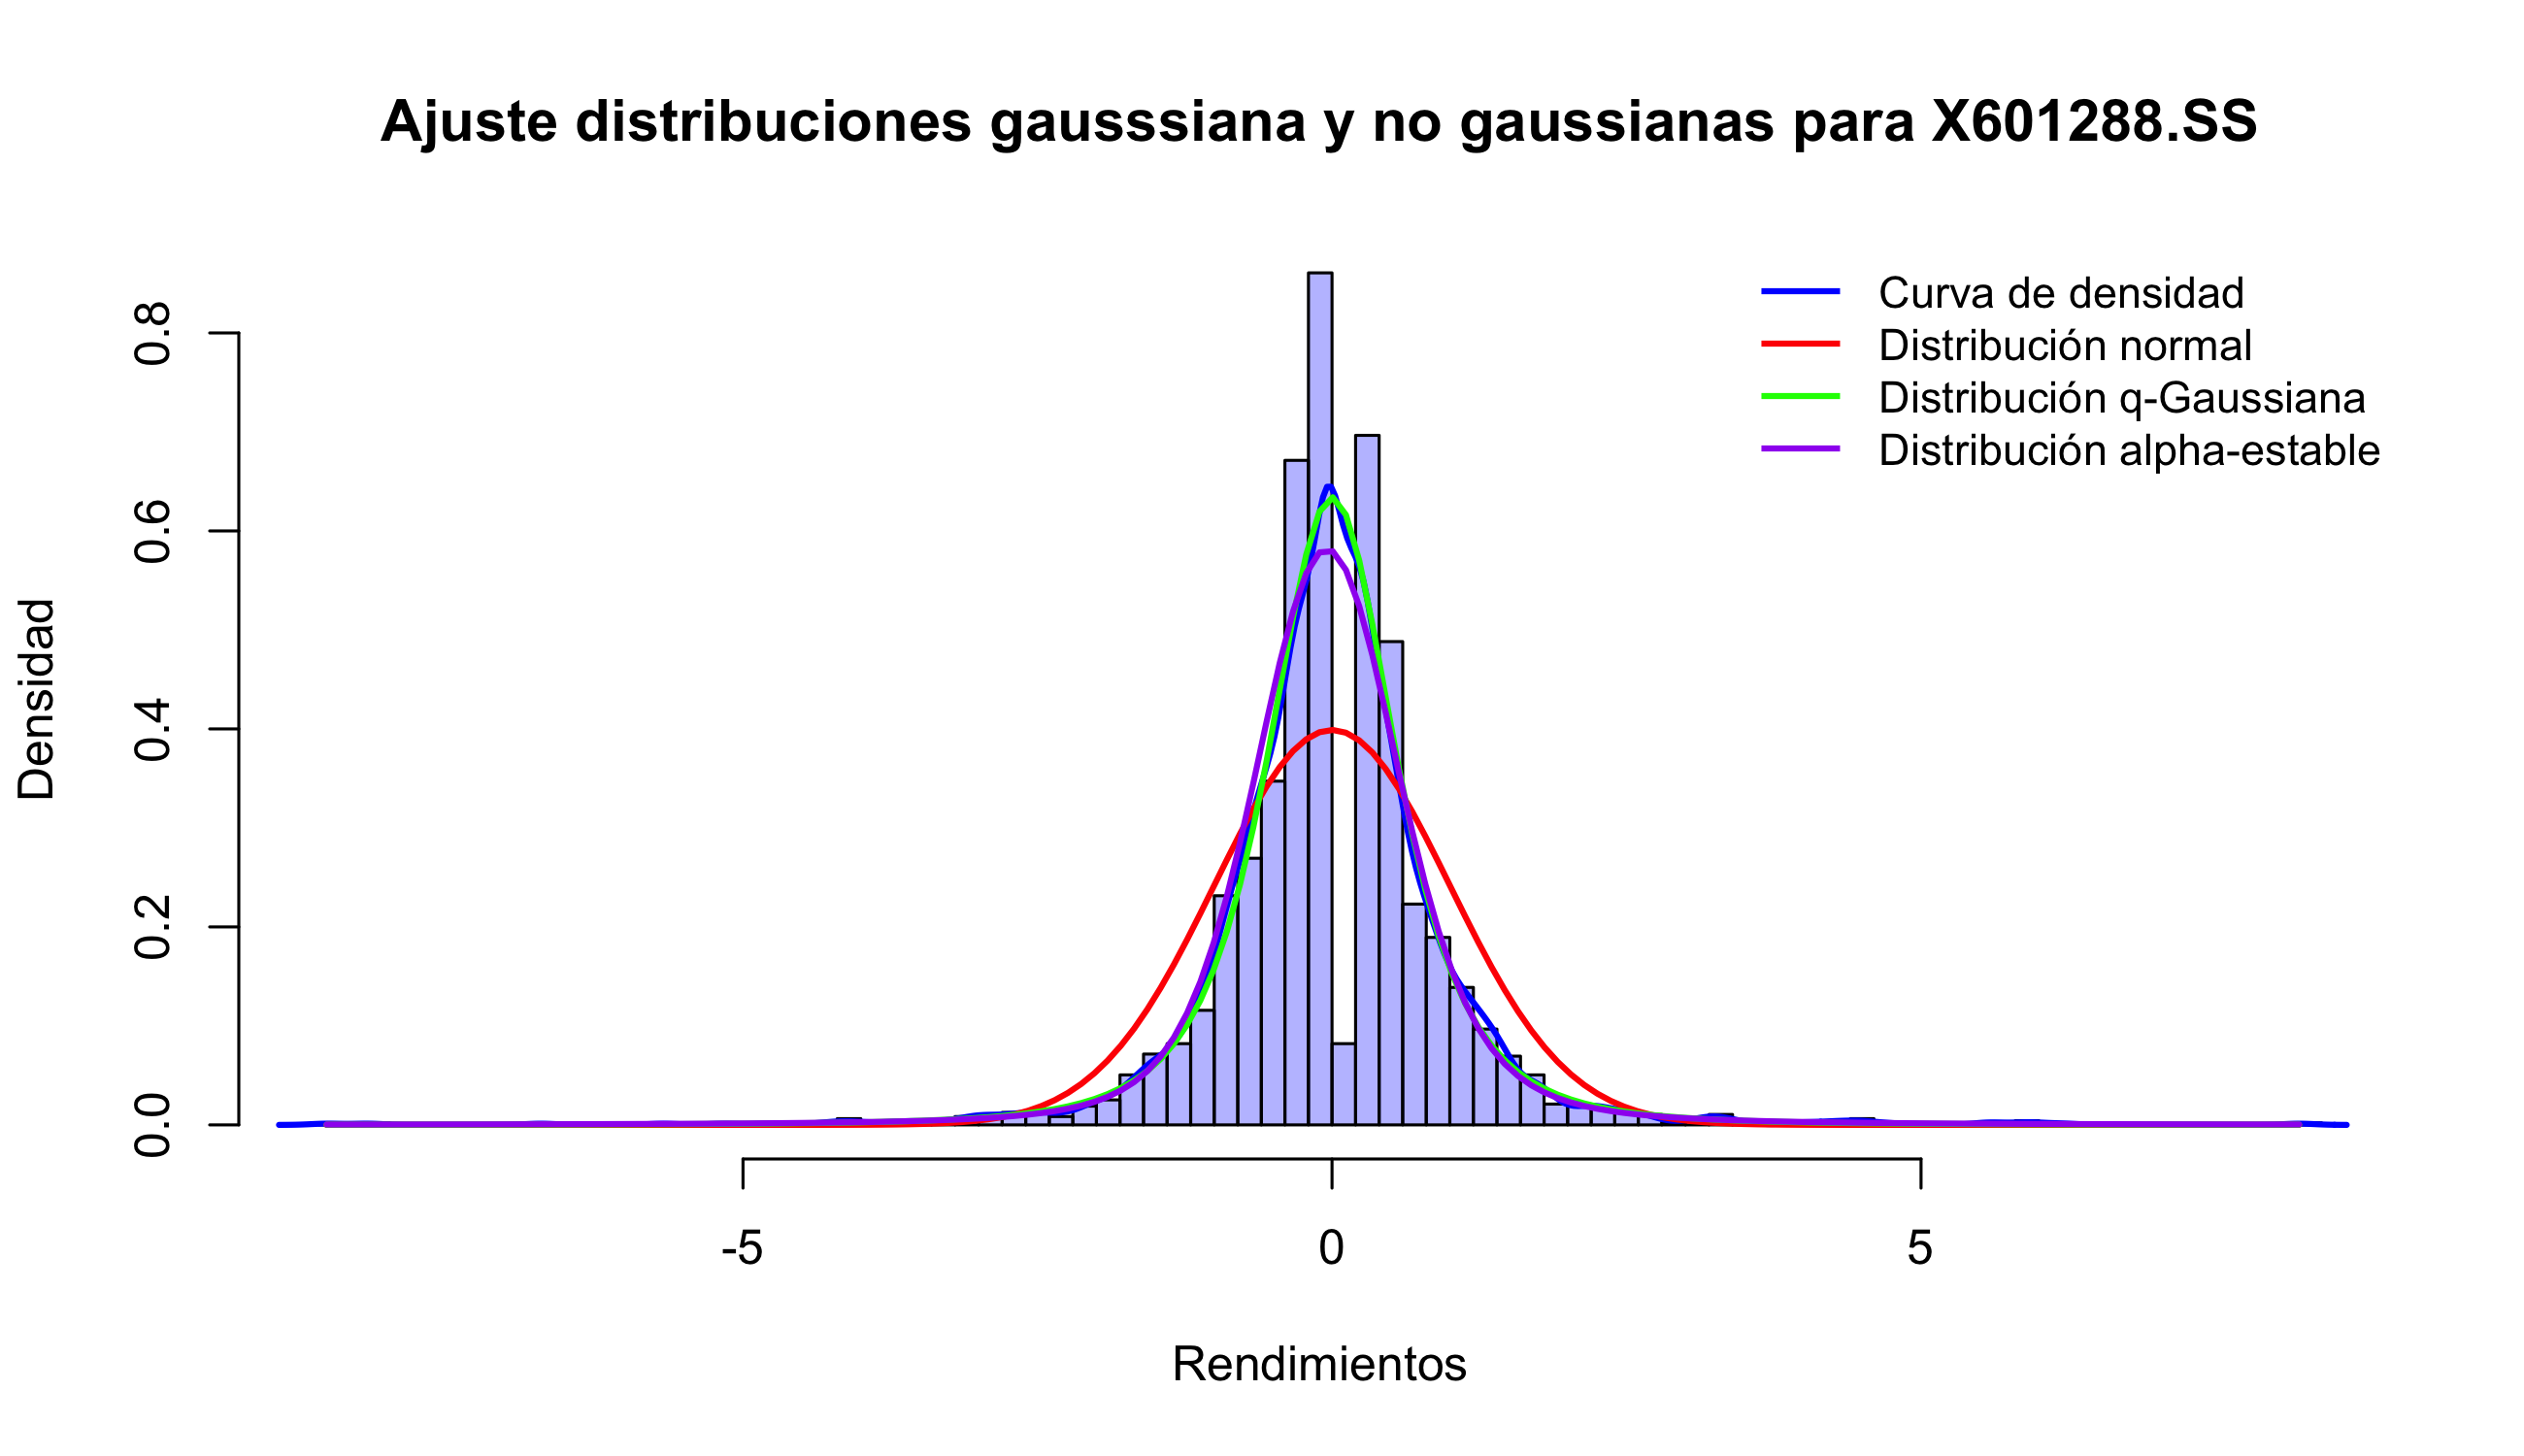 Ajuste distribuciones gausssiana y no gaussianas para X601288.SS
Curva de densidad
Distribución normal
Distribución q-Gaussiana
Distribución alpha-estable
Densidad
0.8
0.6
0.4
0.2
0.0
-5 0 5
Rendimientos